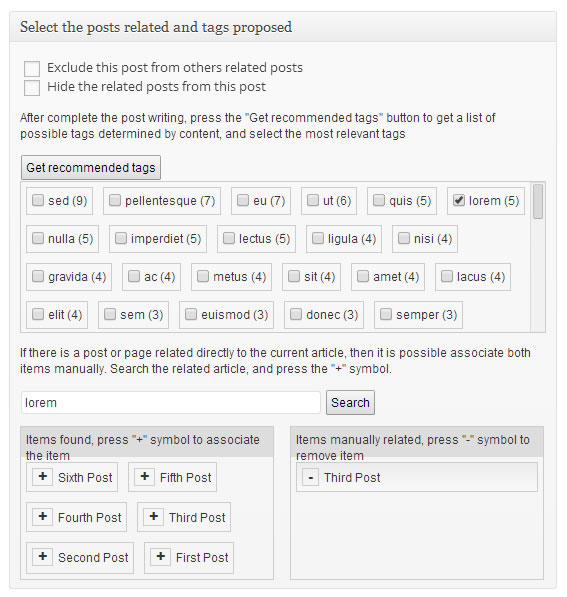 Select the posts related and tags proposed
Exclude this post from others related posts
Hide the related posts from this post
After complete the post writing, press the "Get recommended tags" button to get a list of
possible tags determined by content, and select the most relevant tags
Get recommended tags
sed (9) pellentesque (7) eu (7) ut (6) quis (5) lorem (5)
nulla (5) imperdiet (5) lectus (5) ligula (4) nisi (4)
gravida (4) ac (4) metus (4) sit (4) amet (4) lacus (4)
elit (4) sem (3) euismod (3) donec (3) semper (3)
If there is a post or page related directly to the current article, then it is possible associate both
items manually. Search the related article, and press the "+" symbol.
lorem Search
Items found, press "+" symbol to associate
the item
+ Sixth Post + Fifth Post
+ Fourth Post + Third Post
+ Second Post + First Post
Items manually related, press "-" symbol to
remove item
- Third Post